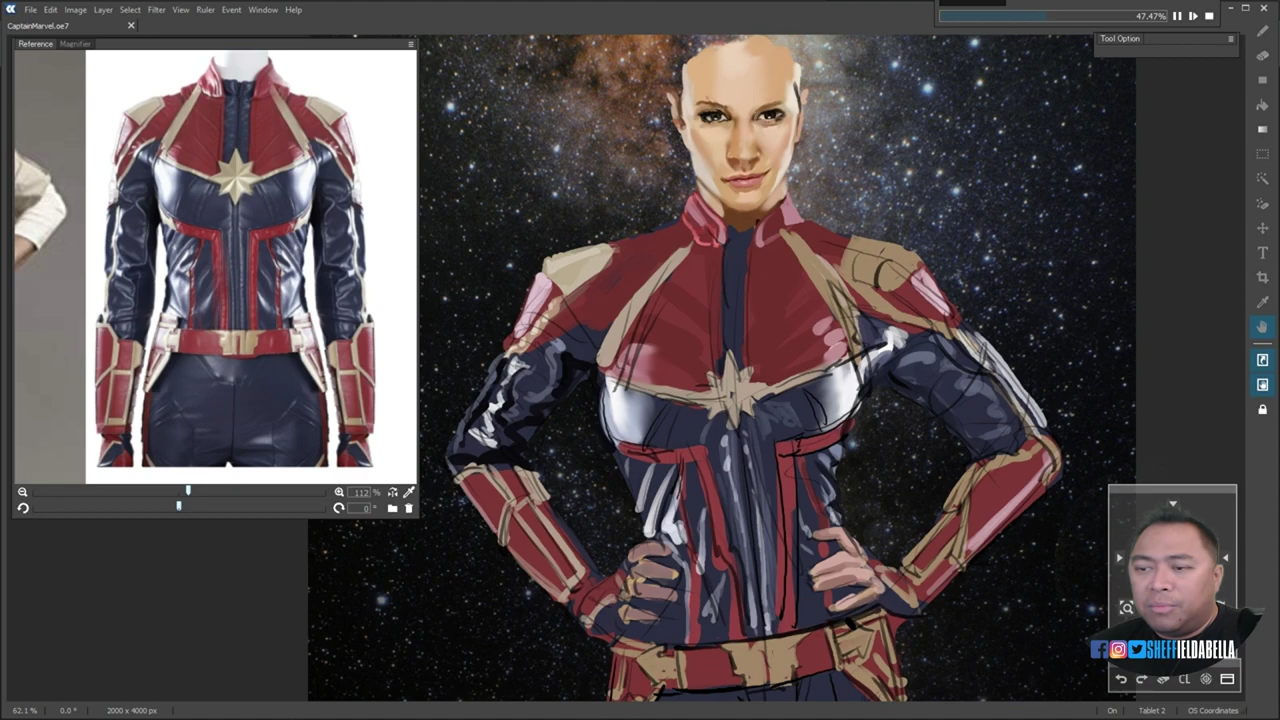 File Edit Image Layer Select Filter View Ruler Event Window Help
47.47%
CaptainMarvel.oe7
Reference Magnifier
Tool Option
112 %
0 °
SHEFFIELDABELLA
CL
62.1 % 0.0° 2000 x 4000 px On Tablet 2 OS Coordinates